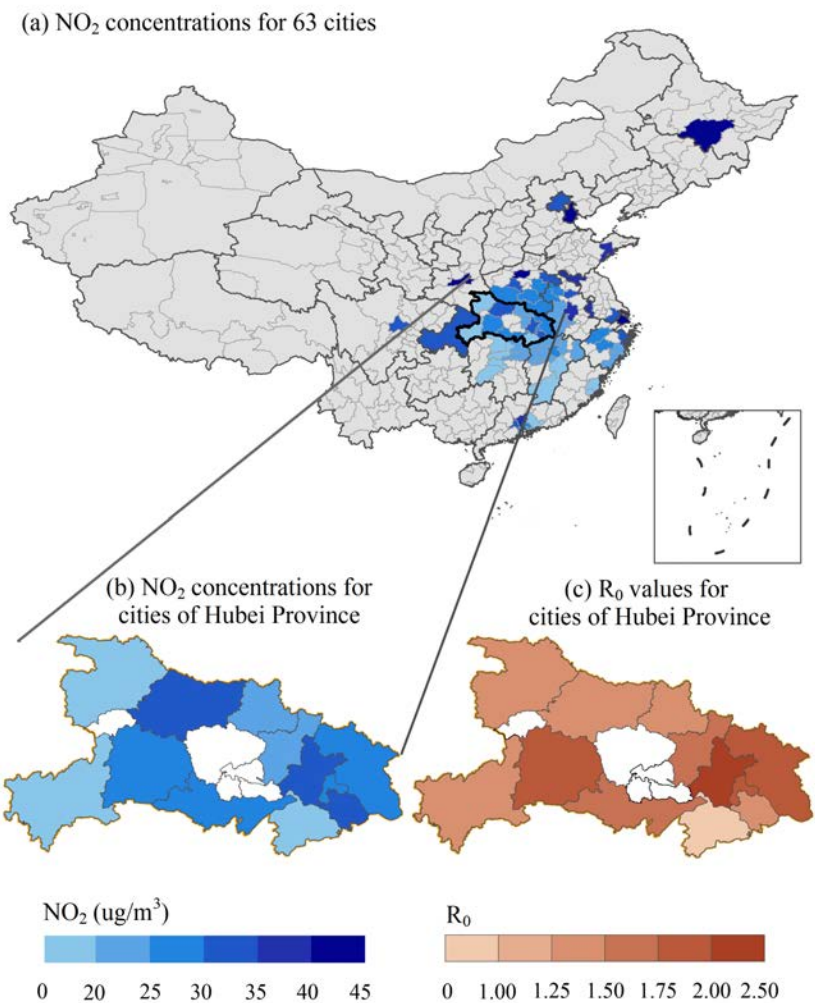 (a) NO₂ concentrations for 63 cities
(b) NO₂ concentrations for
cities of Hubei Province
(c) R₀ values for
cities of Hubei Province
NO₂ (ug/m³)
0 20 25 30 35 40 45
R₀
0 1.00 1.25 1.50 1.75 2.00 2.50